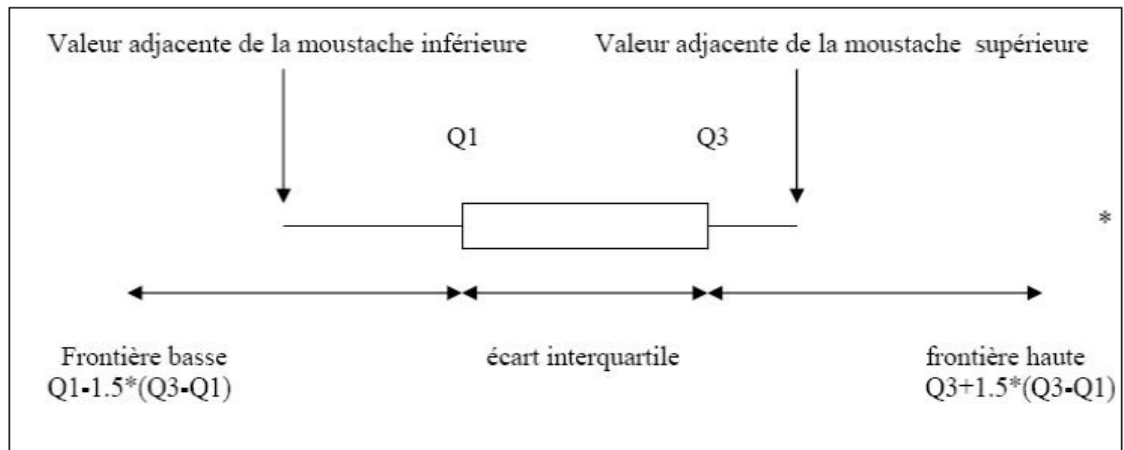 Valeur adjacente de la moustache inférieure
Valeur adjacente de la moustache supérieure
Q1
Q3
*
Frontière basse
Q1-1.5*(Q3-Q1)
écart interquartile
frontière haute
Q3+1.5*(Q3-Q1)